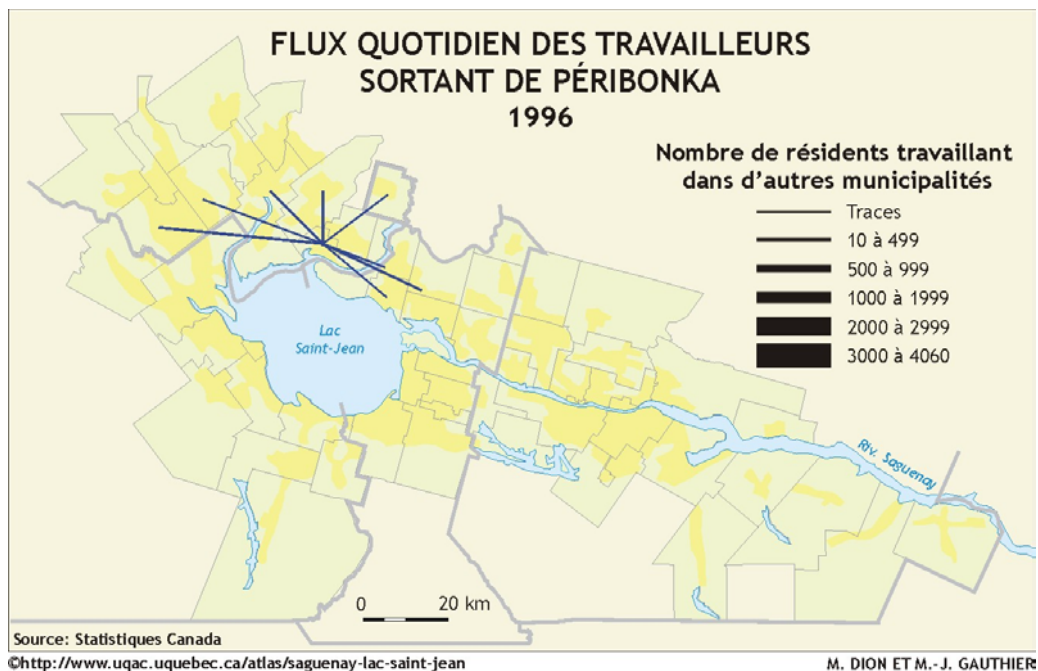 FLUX QUOTIDIEN DES TRAVAILLEURS
SORTANT DE PÉRIBONKA
1996
Nombre de résidents travaillant
dans d'autres municipalités
Traces
10 à 499
500 à 999
1000 à 1999
2000 à 2999
3000 à 4060
Lac
Saint-Jean
Riv. Saguenay
0 20 km
Source: Statistiques Canada
©http://www.uqac.uquebec.ca/atlas/saguenay-lac-saint-jean
M. DION ET M.-J. GAUTHIER